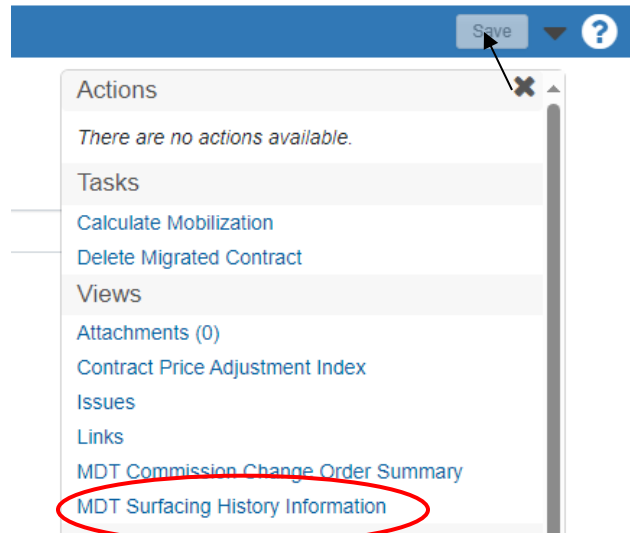 Save ?
Actions
There are no actions available.
Tasks
Calculate Mobilization
Delete Migrated Contract
Views
Attachments (0)
Contract Price Adjustment Index
Issues
Links
MDT Commission Change Order Summary
MDT Surfacing History Information